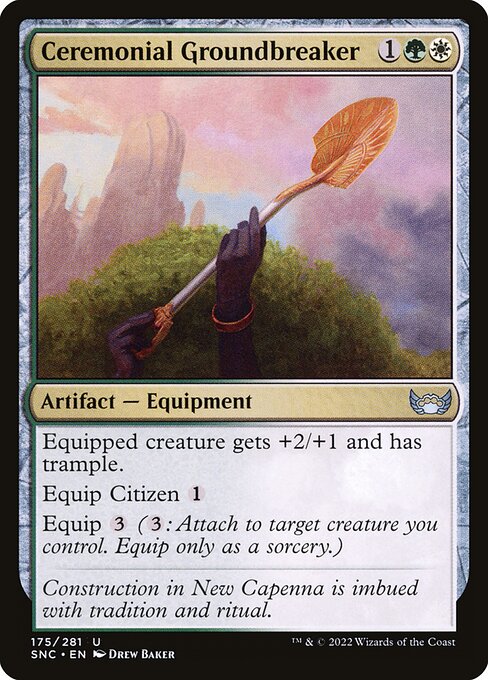 Ceremonial Groundbreaker 1
Artifact — Equipment
Equipped creature gets +2/+1 and has
trample.
Equip Citizen 1
Equip 3 (3: Attach to target creature you
control. Equip only as a sorcery.)
Construction in New Capenna is imbued
with tradition and ritual.
175/281 U
SNC • EN Drew Baker
™ & © 2022 Wizards of the Coast